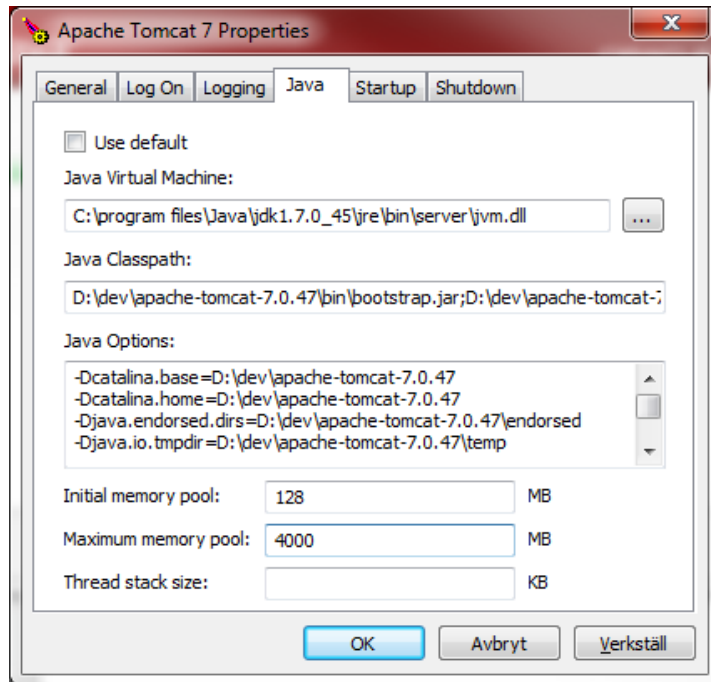 Apache Tomcat 7 Properties
General Log On Logging Java Startup Shutdown
Use default
Java Virtual Machine:
C:\program files\Java\jdk1.7.0_45\jre\bin\server\jvm.dll
...
Java Classpath:
D:\dev\apache-tomcat-7.0.47\bin\bootstrap.jar;D:\dev\apache-tomcat-7
Java Options:
-Dcatalina.base=D:\dev\apache-tomcat-7.0.47
-Dcatalina.home=D:\dev\apache-tomcat-7.0.47
-Djava.endorsed.dirs=D:\dev\apache-tomcat-7.0.47\endorsed
-Djava.io.tmpdir=D:\dev\apache-tomcat-7.0.47\temp
Initial memory pool: 128 MB
Maximum memory pool: 4000 MB
Thread stack size: KB
OK Avbryt Verkställ